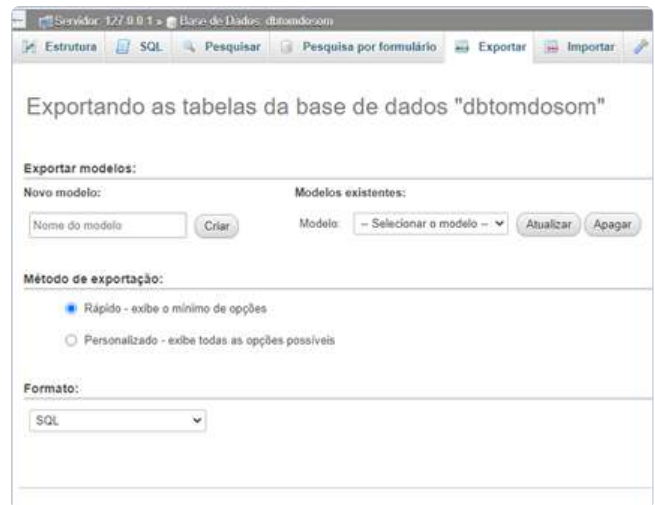 Servidor: 127.0.0.1 » Base de Dados: dbtomdosom
Estrutura SQL Pesquisar Pesquisa por formulário Exportar Importar
Exportando as tabelas da base de dados "dbtomdosom"
Exportar modelos:
Novo modelo: Modelos existentes:
Nome do modelo Criar Modelo: -- Selecionar o modelo -- Atualizar Apagar
Método de exportação:
Rápido - exibe o mínimo de opções
Personalizado - exibe todas as opções possíveis
Formato:
SQL